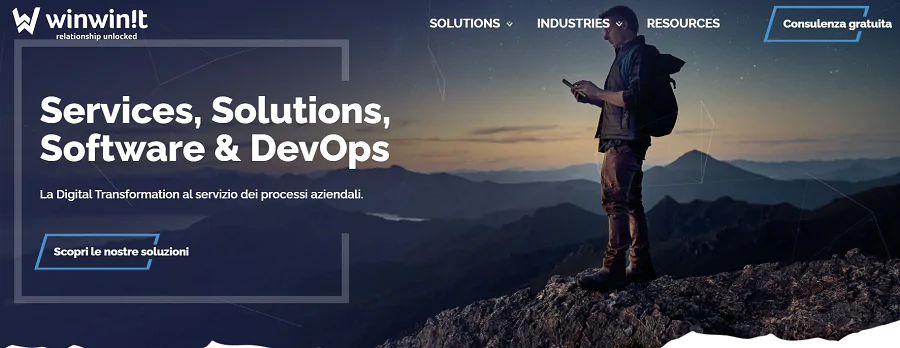 winwin!t
relationship unlocked
SOLUTIONS
INDUSTRIES
RESOURCES
Consulenza gratuita
Services, Solutions,
Software & DevOps
La Digital Transformation al servizio dei processi aziendali.
Scopri le nostre soluzioni